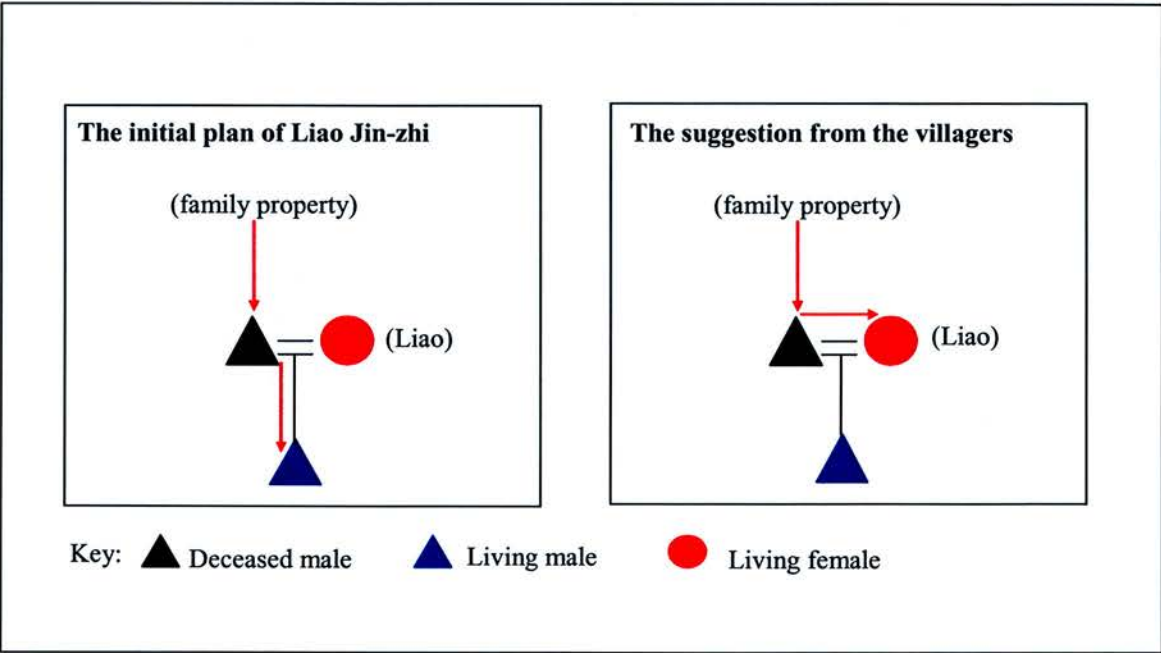 The initial plan of Liao Jin-zhi
(family property)
(Liao)
The suggestion from the villagers
(family property)
(Liao)
Key: Deceased male Living male Living female